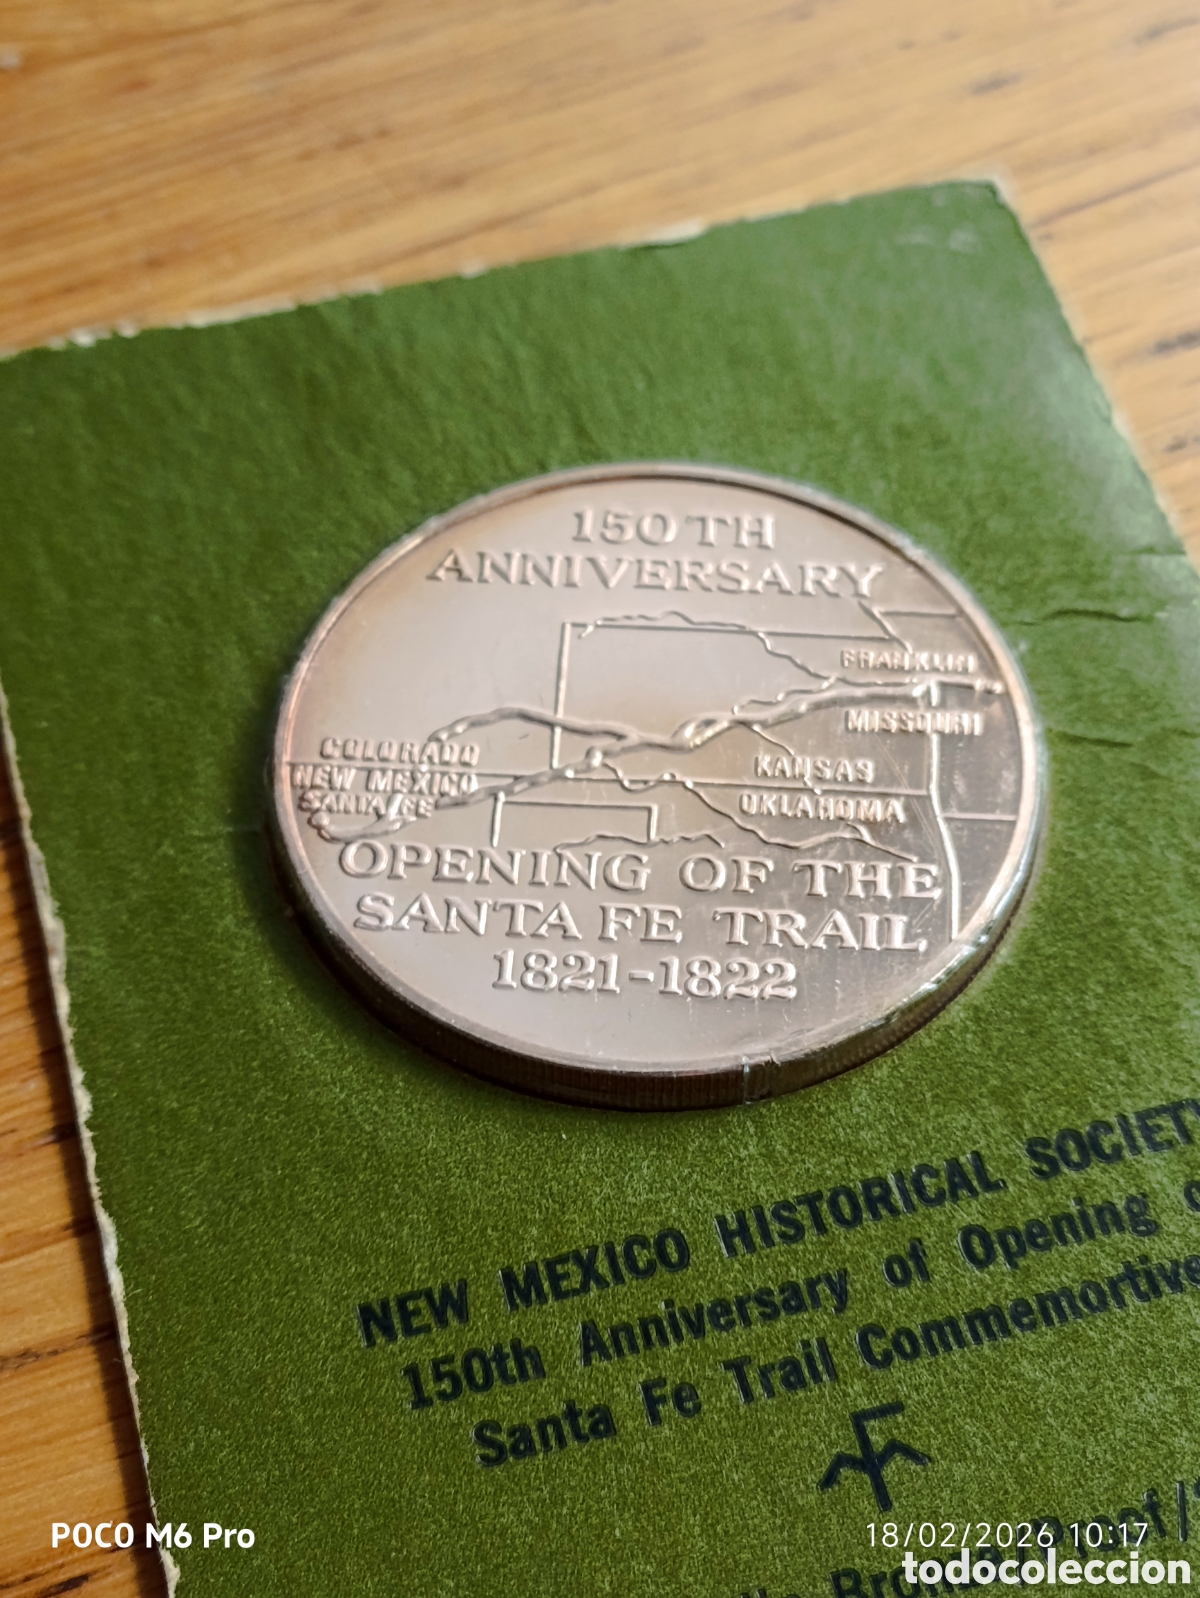 150TH
ANNIVERSARY
FRANKLIN
MISSOURI
COLORADO
NEW MEXICO
SANTA FE
KANSAS
OKLAHOMA
OPENING OF THE
SANTA FE TRAIL
1821-1822
NEW MEXICO HISTORICAL SOCIETY
150th Anniversary of Opening
Santa Fe Trail Commemortive
Bronze/Proof/
POCO M6 Pro
18/02/2026 10:17
todocoleccion